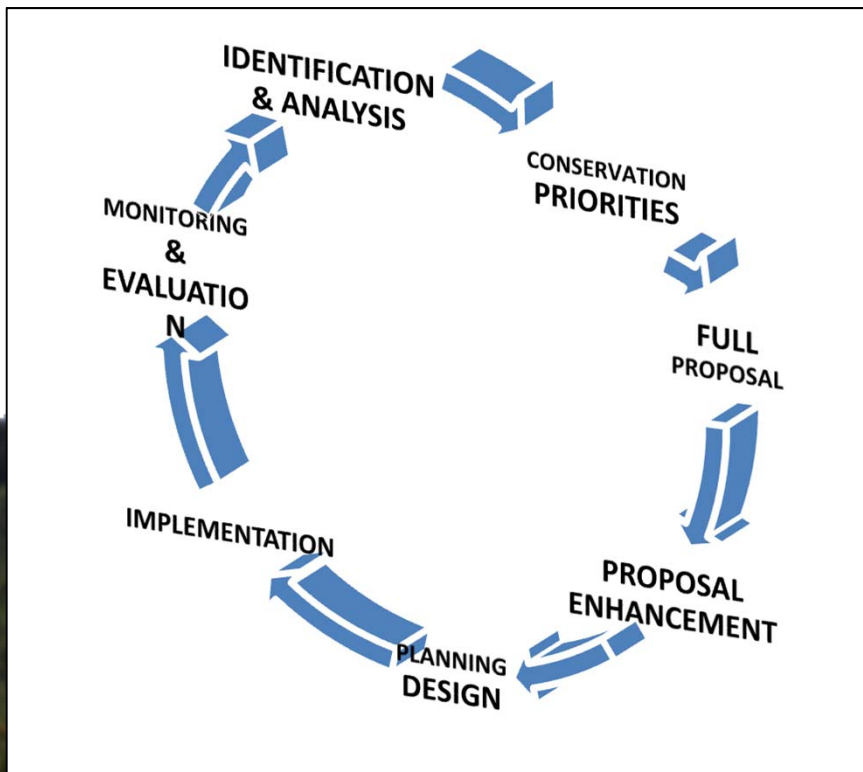 IDENTIFICATION
& ANALYSIS
CONSERVATION
PRIORITIES
FULL
PROPOSAL
PROPOSAL
ENHANCEMENT
PLANNING
DESIGN
IMPLEMENTATION
MONITORING
&
EVALUATIO
N